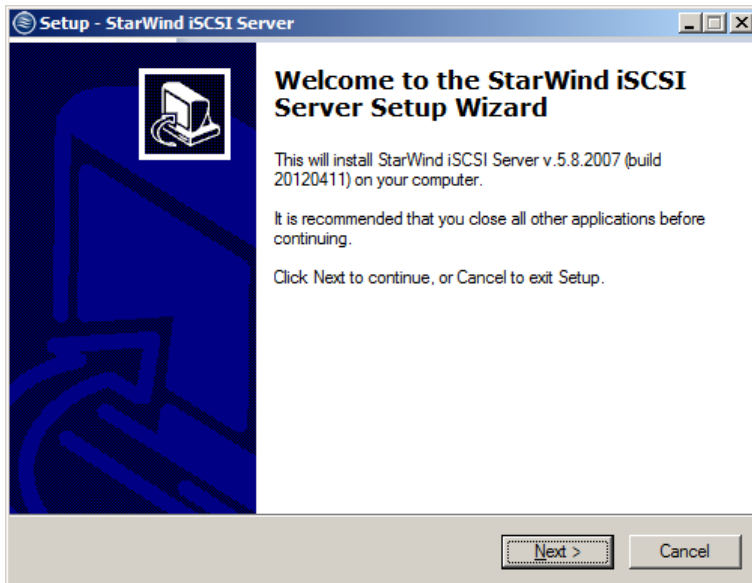 Setup - StarWind iSCSI Server
Welcome to the StarWind iSCSI
Server Setup Wizard
This will install StarWind iSCSI Server v.5.8.2007 (build
20120411) on your computer.
It is recommended that you close all other applications before
continuing.
Click Next to continue, or Cancel to exit Setup.
Next >
Cancel